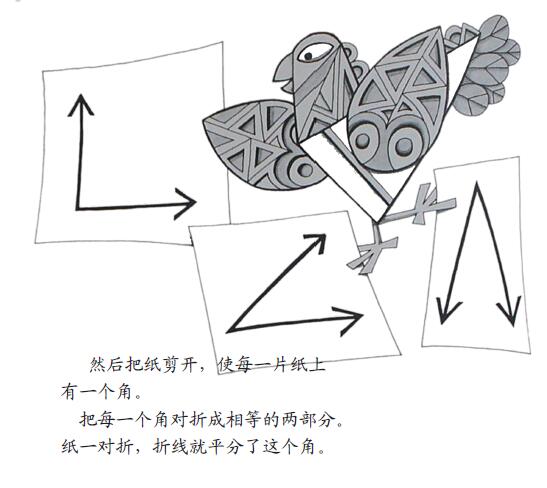 然后把纸剪开，使每一片纸上
有一个角。
把每一个角对折成相等的两部分。
纸一对折，折线就平分了这个角。